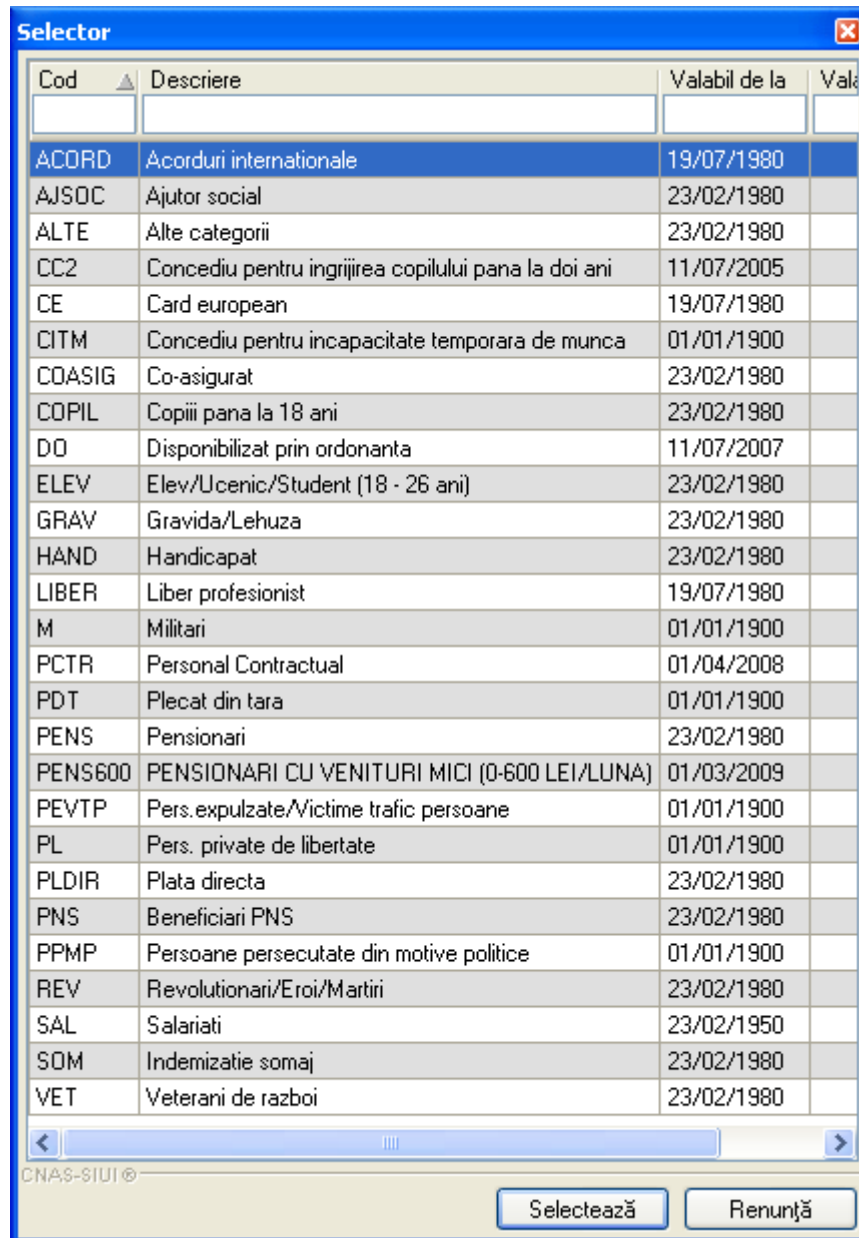 Selector
Cod Descriere Valabil de la Vala
ACORD Acorduri internationale 19/07/1980
AJSOC Ajutor social 23/02/1980
ALTE Alte categorii 23/02/1980
CC2 Concediu pentru ingrijirea copilului pana la doi ani 11/07/2005
CE Card european 19/07/1980
CITM Concediu pentru incapacitate temporara de munca 01/01/1900
COASIG Co-asigurat 23/02/1980
COPIL Copiii pana la 18 ani 23/02/1980
DO Disponibilizat prin ordonanta 11/07/2007
ELEV Elev/Ucenic/Student (18 - 26 ani) 23/02/1980
GRAV Gravida/Lehuza 23/02/1980
HAND Handicapat 23/02/1980
LIBER Liber profesionist 19/07/1980
M Militari 01/01/1900
PCTR Personal Contractual 01/04/2008
PDT Plecat din tara 01/01/1900
PENS Pensionari 23/02/1980
PENS600 PENSIONARI CU VENITURI MICI (0-600 LEI/LUNA) 01/03/2009
PEVTP Pers.expulzate/Victime trafic persoane 01/01/1900
PL Pers. private de libertate 01/01/1900
PLDIR Plata directa 23/02/1980
PNS Beneficiari PNS 23/02/1980
PPMP Persoane persecutate din motive politice 01/01/1900
REV Revolutionari/Eroi/Martiri 23/02/1980
SAL Salariati 23/02/1950
SOM Indemizatie somaj 23/02/1980
VET Veterani de razboi 23/02/1980
CNAS-SIUI ®
Selectează Renunţă